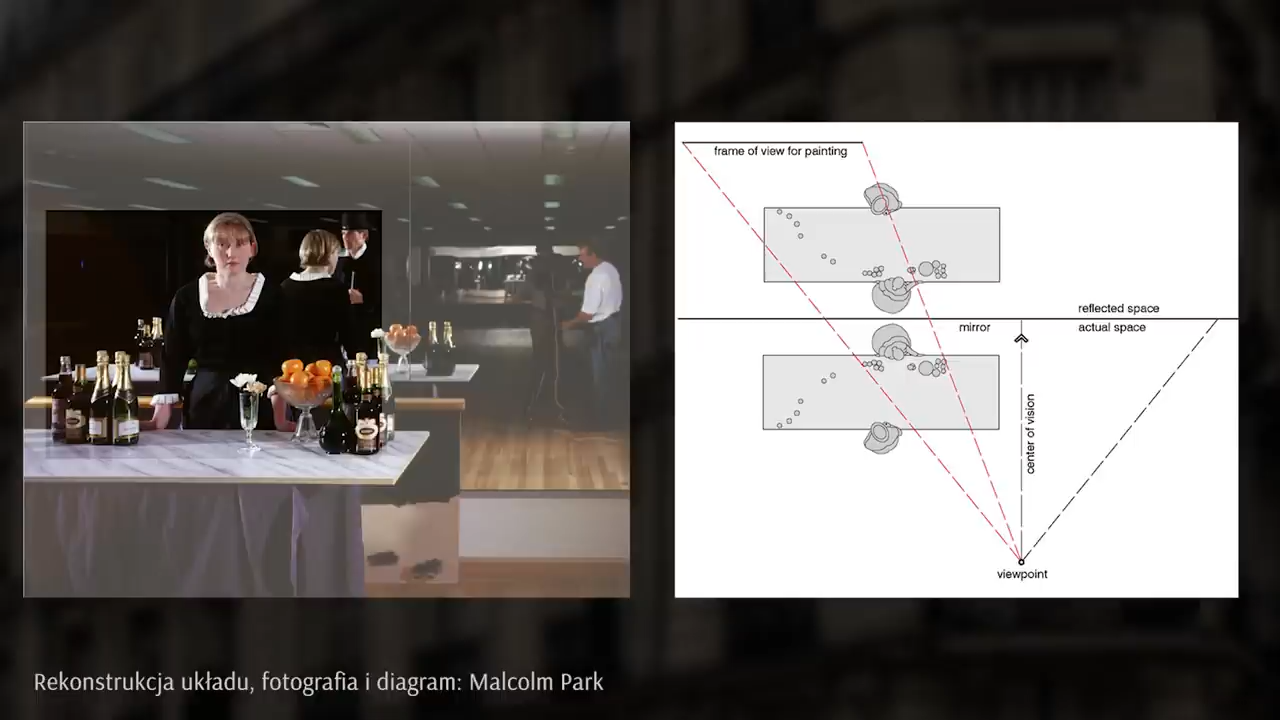 frame of view for painting
reflected space
mirror
actual space
center of vision
viewpoint
Rekonstrukcja układu, fotografia i diagram: Malcolm Park